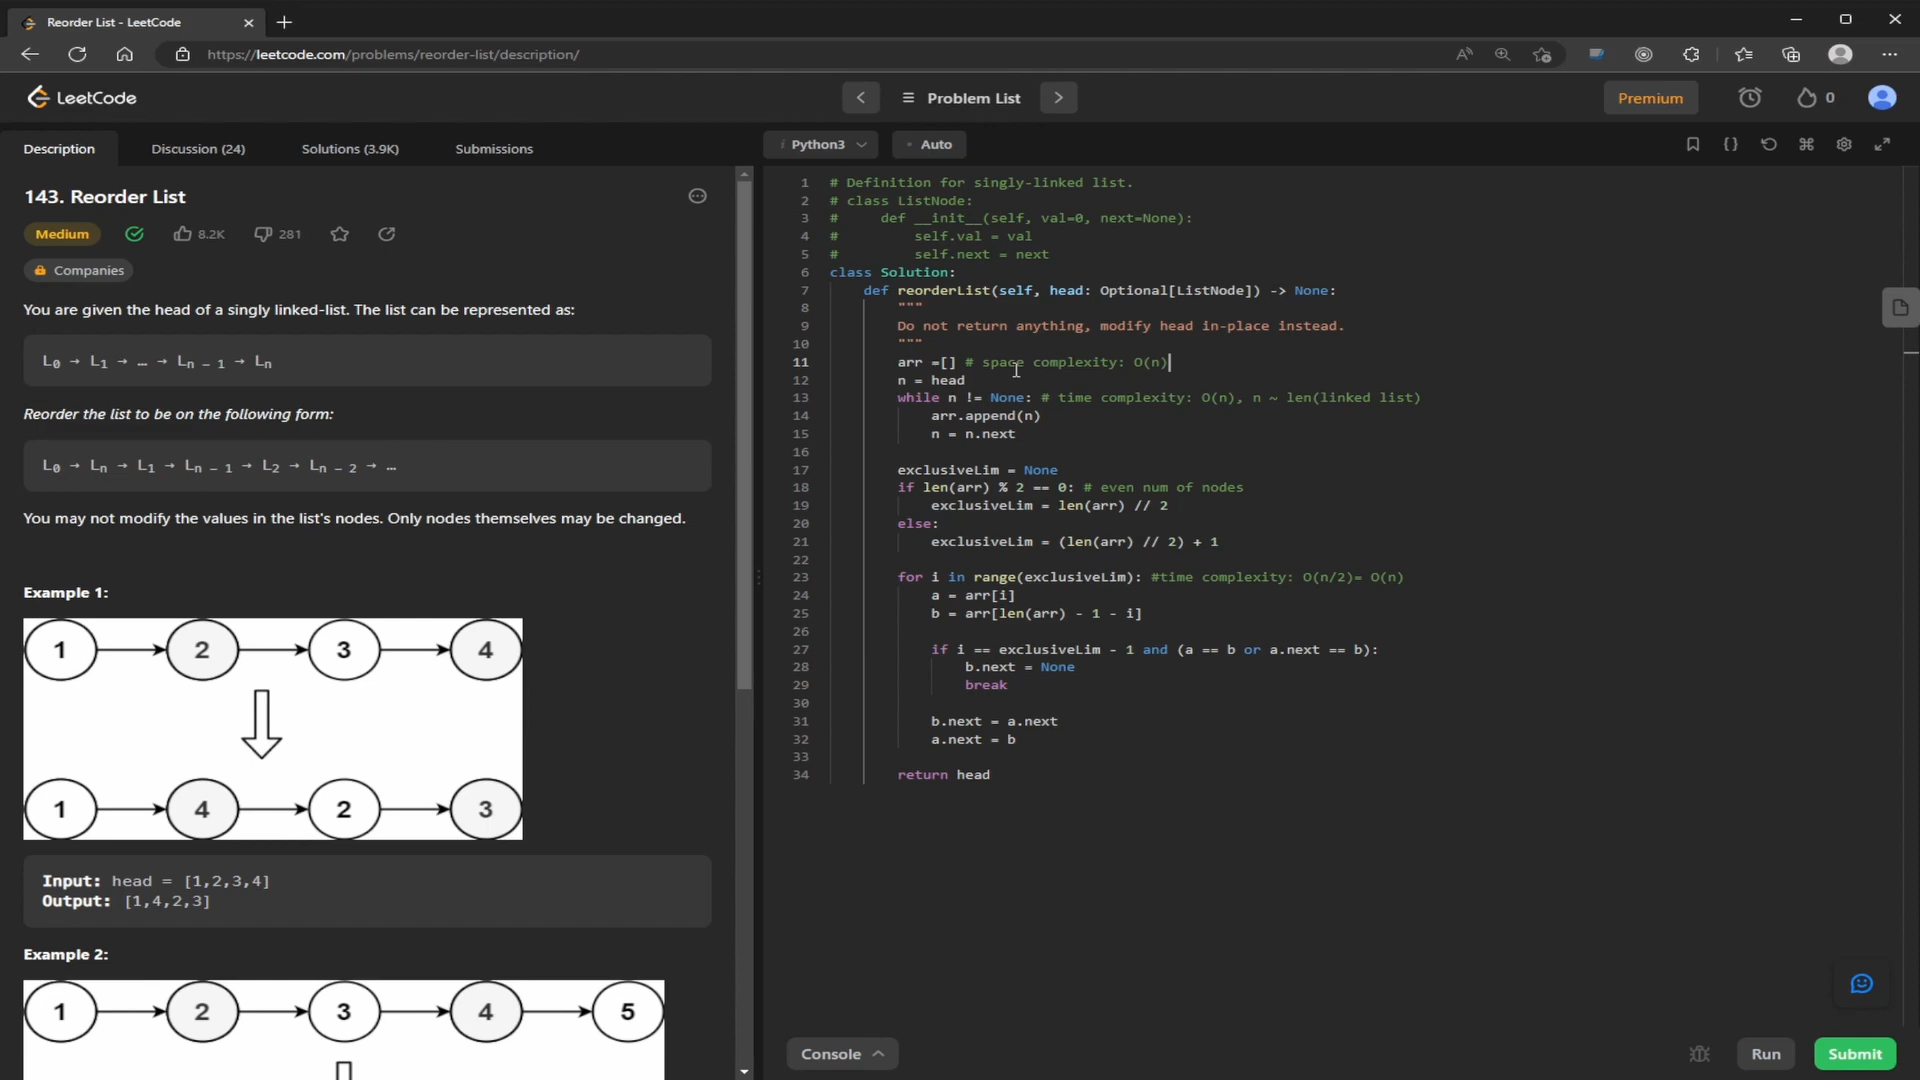 Reorder List - LeetCode
https://leetcode.com/problems/reorder-list/description/
LeetCode
Problem List
Premium
0
Description
Discussion (24)
Solutions (3.9K)
Submissions
143. Reorder List
Medium
8.2K
281
Companies
You are given the head of a singly linked-list. The list can be represented as:
L0 → L1 → … → Ln - 1 → Ln
Reorder the list to be on the following form:
L0 → Ln → L1 → Ln - 1 → L2 → Ln - 2 → …
You may not modify the values in the list's nodes. Only nodes themselves may be changed.
Example 1:
1 2 3 4
1 4 2 3
Input: head = [1,2,3,4]
Output: [1,4,2,3]
Example 2:
1 2 3 4 5
i Python3
Auto
1 # Definition for singly-linked list.
2 # class ListNode:
3 #     def __init__(self, val=0, next=None):
4 #         self.val = val
5 #         self.next = next
6 class Solution:
7     def reorderList(self, head: Optional[ListNode]) -> None:
8         """
9         Do not return anything, modify head in-place instead.
10         """
11         arr =[] # space complexity: O(n)
12         n = head
13         while n != None: # time complexity: O(n), n ~ len(linked list)
14             arr.append(n)
15             n = n.next
16
17         exclusiveLim = None
18         if len(arr) % 2 == 0: # even num of nodes
19             exclusiveLim = len(arr) // 2
20         else:
21             exclusiveLim = (len(arr) // 2) + 1
22
23         for i in range(exclusiveLim): #time complexity: O(n/2)= O(n)
24             a = arr[i]
25             b = arr[len(arr) - 1 - i]
26
27             if i == exclusiveLim - 1 and (a == b or a.next == b):
28                 b.next = None
29                 break
30
31             b.next = a.next
32             a.next = b
33
34         return head
Console
Run
Submit